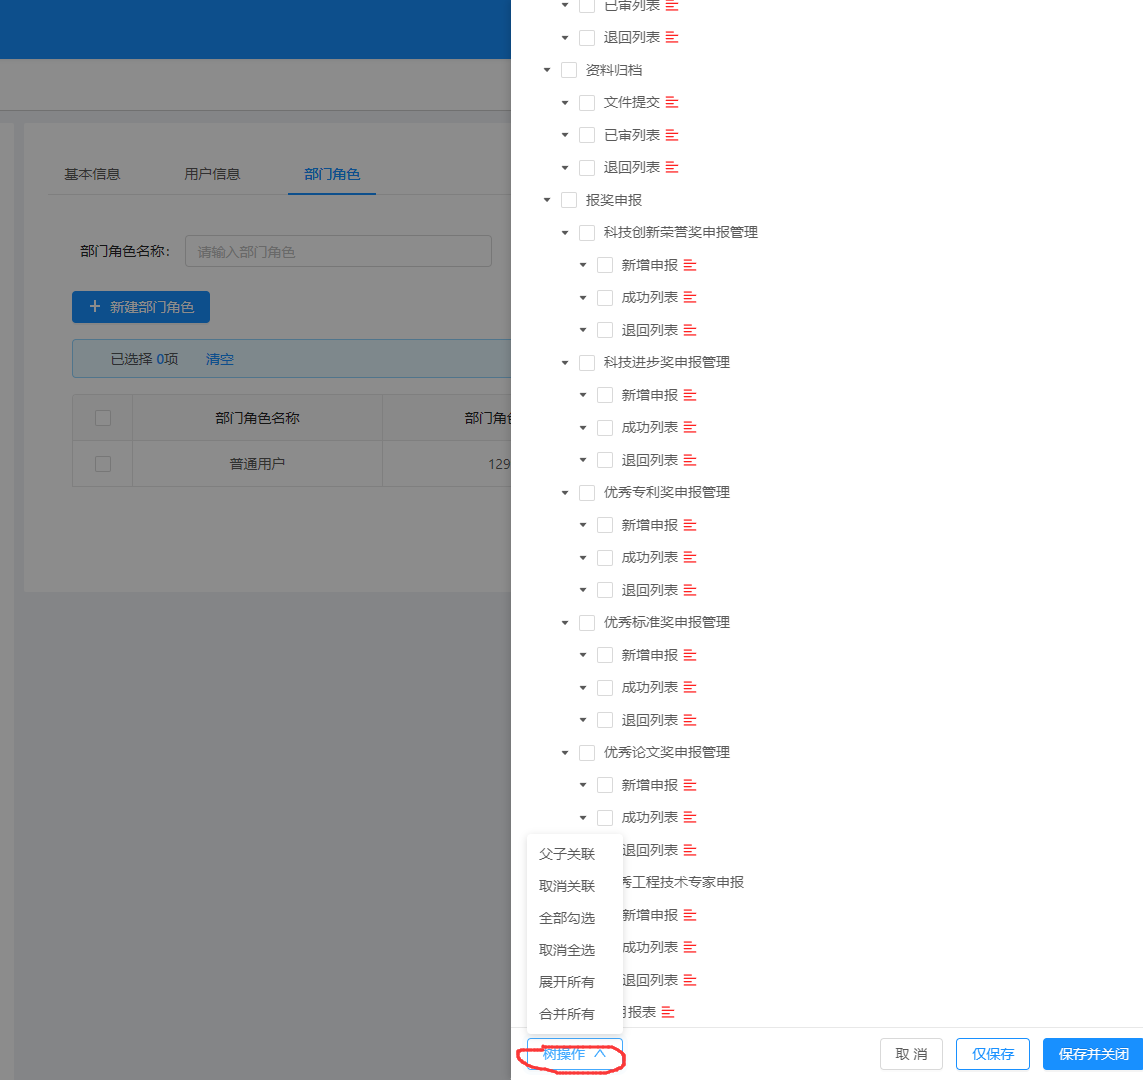 基本信息
用户信息
部门角色
部门角色名称:
请输入部门角色
+ 新建部门角色
已选择 0项 清空
部门角色名称
部门角
普通用户
129
已审列表
退回列表
资料归档
文件提交
已审列表
退回列表
报奖申报
科技创新荣誉奖申报管理
新增申报
成功列表
退回列表
科技进步奖申报管理
新增申报
成功列表
退回列表
优秀专利奖申报管理
新增申报
成功列表
退回列表
优秀标准奖申报管理
新增申报
成功列表
退回列表
优秀论文奖申报管理
新增申报
成功列表
退回列表
秀工程技术专家申报
新增申报
成功列表
退回列表
报表
父子关联
取消关联
全部勾选
取消全选
展开所有
合并所有
树操作
取 消
仅保存
保存并关闭